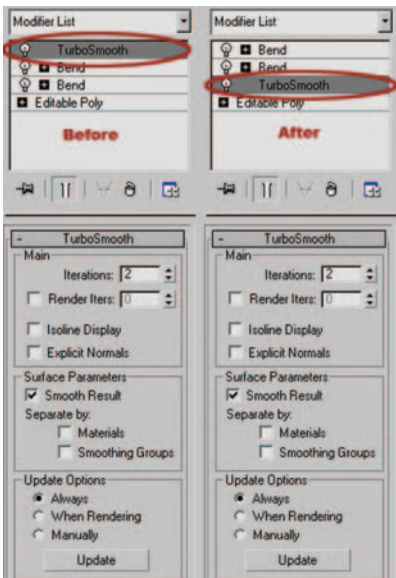 Modifier List
TurboSmooth
Bend
Bend
Editable Poly
Before
TurboSmooth
Main
Iterations: 2
Render Iters: 0
Isoline Display
Explicit Normals
Surface Parameters
Smooth Result
Separate by:
Materials
Smoothing Groups
Update Options
Always
When Rendering
Manually
Update
Modifier List
Bend
Bend
TurboSmooth
Editable Poly
After
TurboSmooth
Main
Iterations: 2
Render Iters: 0
Isoline Display
Explicit Normals
Surface Parameters
Smooth Result
Separate by:
Materials
Smoothing Groups
Update Options
Always
When Rendering
Manually
Update